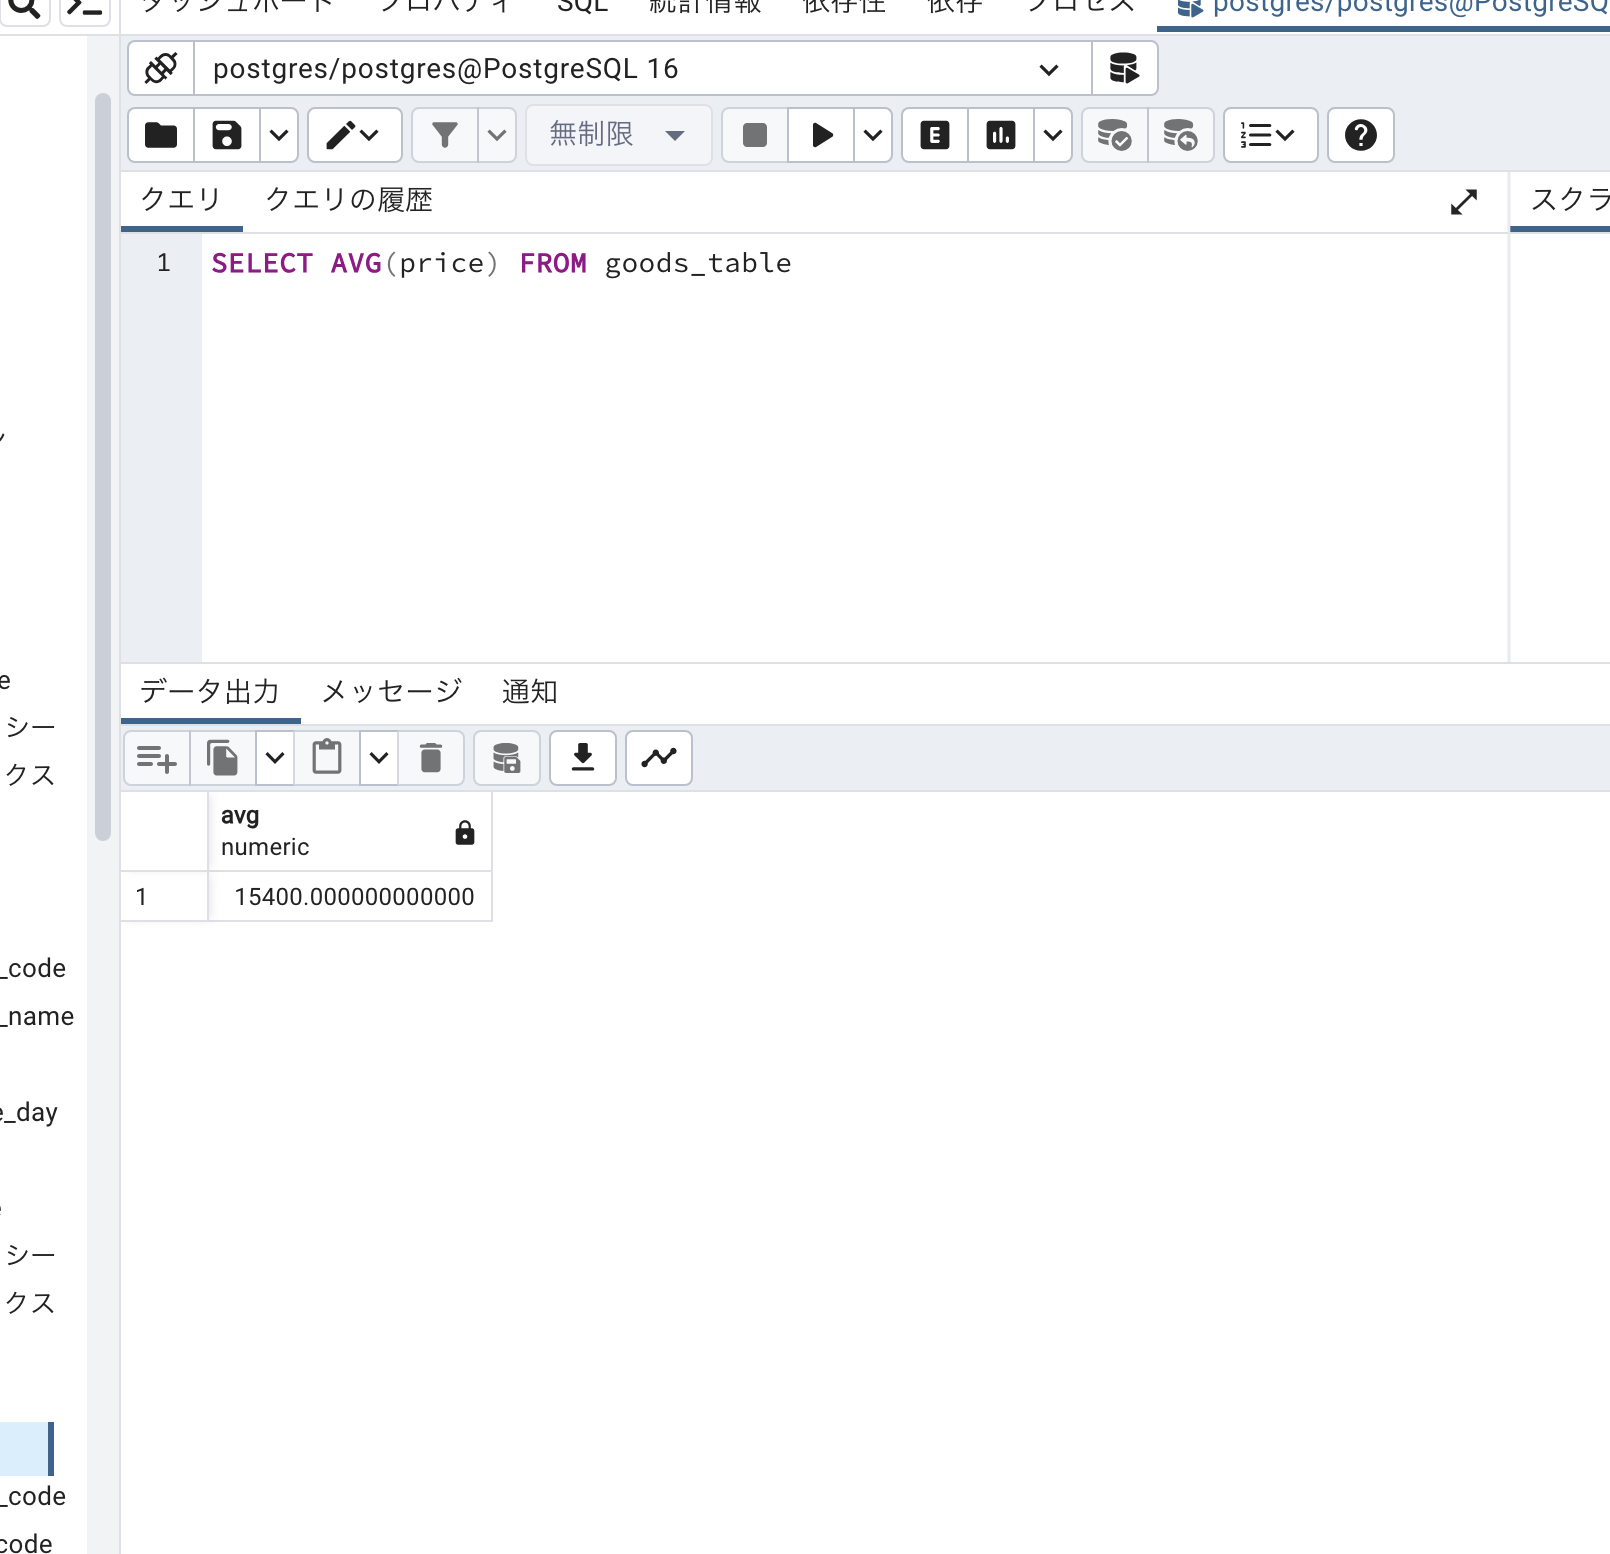 ダッシュボード プロパティ SQL 統計情報 依存性 依存 プロセス postgres/postgres@PostgreSQ
postgres/postgres@PostgreSQL 16
無制限
クエリ クエリの履歴 スクラ
1 SELECT AVG(price) FROM goods_table
e
シー
クス
データ出力 メッセージ 通知
avg
numeric
1 15400.000000000000
_code
_name
e_day
シー
クス
_code
code